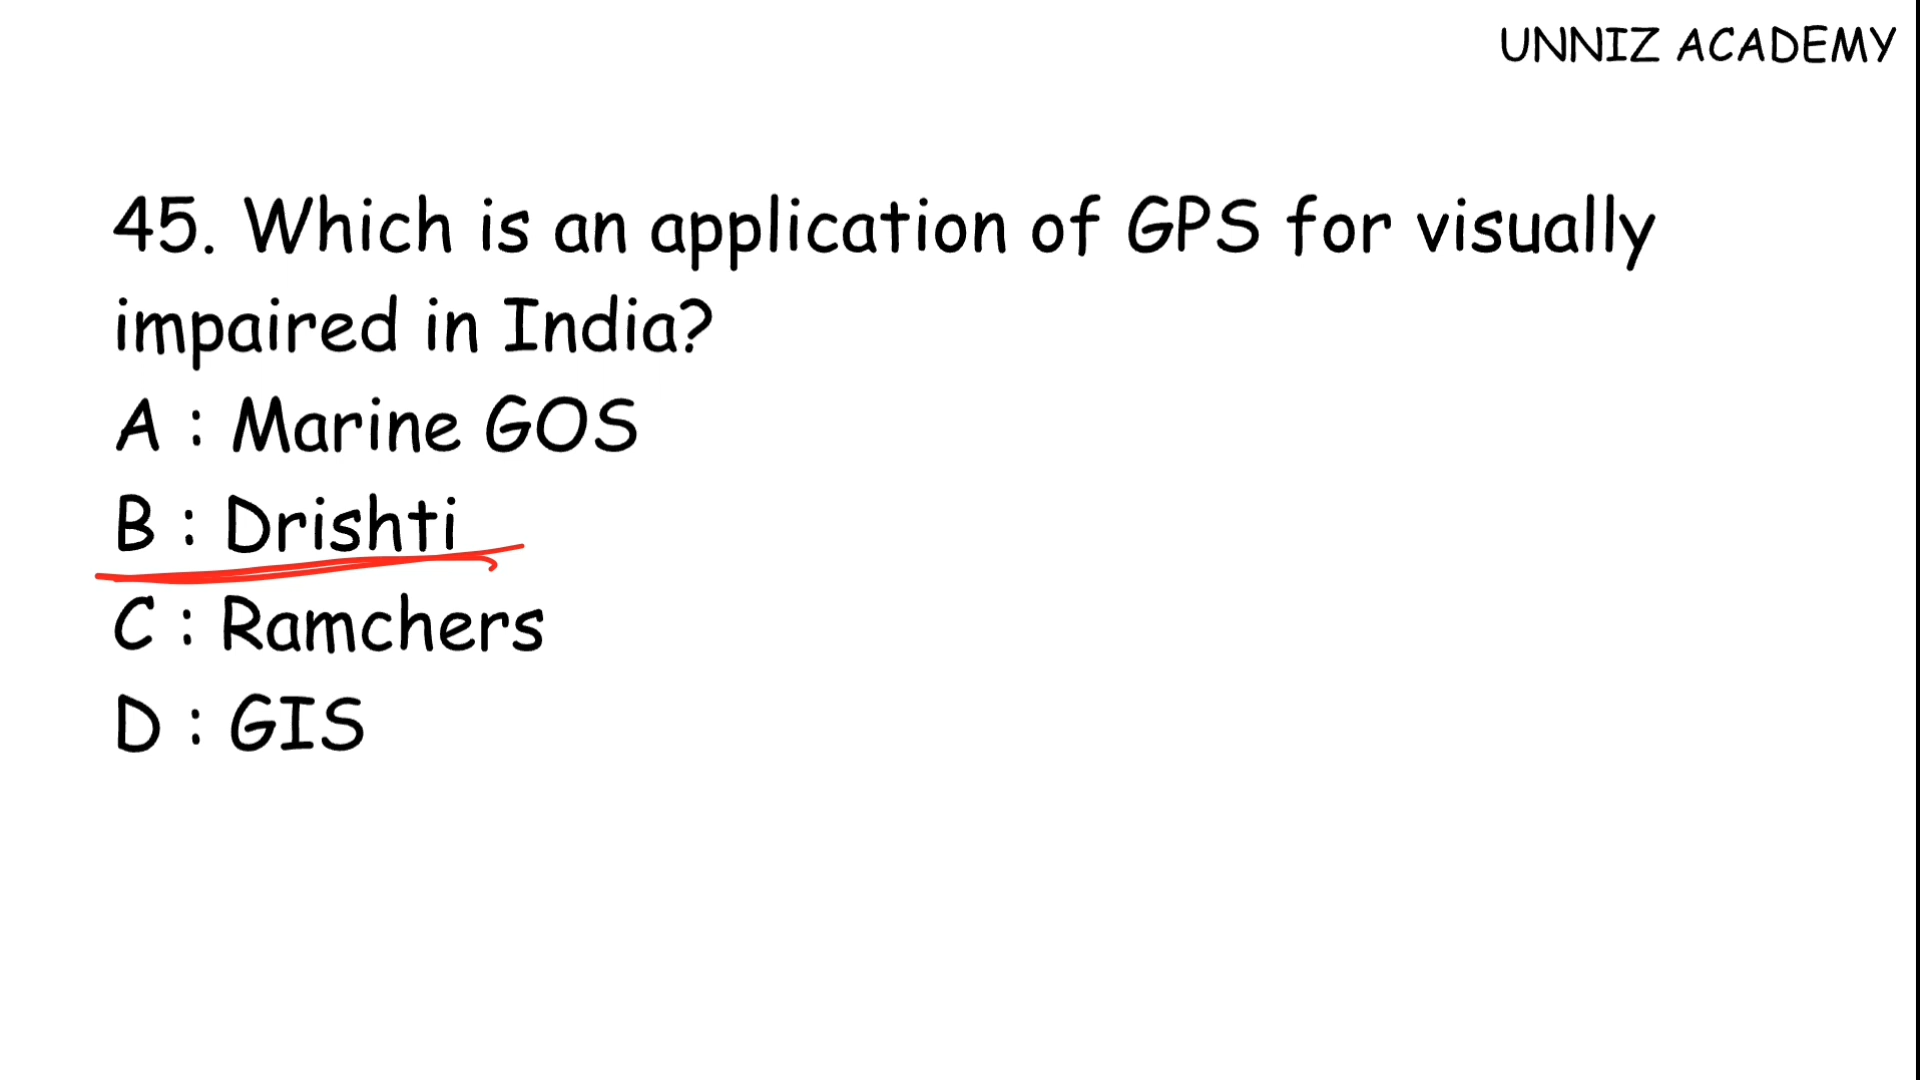 UNNIZ ACADEMY
45. Which is an application of GPS for visually
impaired in India?
A : Marine GOS
B : Drishti
C : Ramchers
D : GIS